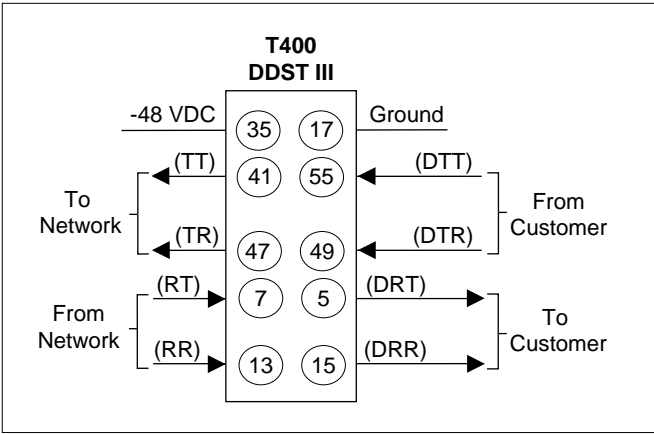 T400
DDST III
-48 VDC 35 17 Ground
(TT) 41 55 (DTT)
To
Network
From
Customer
(TR) 47 49 (DTR)
(RT) 7 5 (DRT)
From
Network
To
Customer
(RR) 13 15 (DRR)